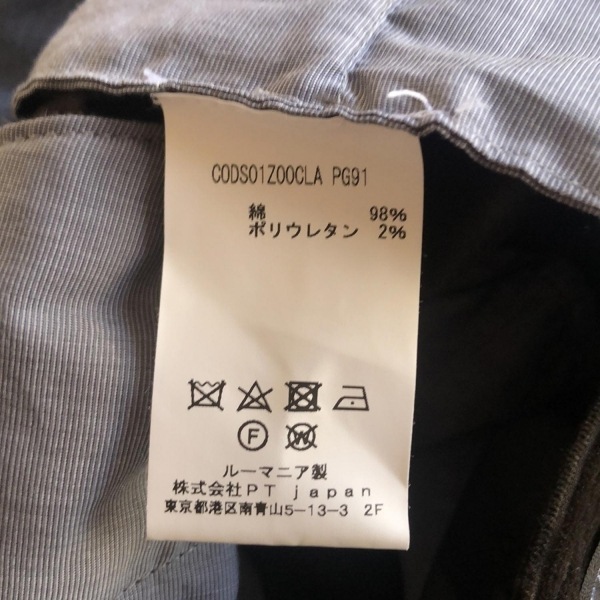 CODS01Z00CLA PG91
綿 98%
ポリウレタン 2%
F W
ルーマニア製
株式会社PT japan
東京都港区南青山5-13-3 2F